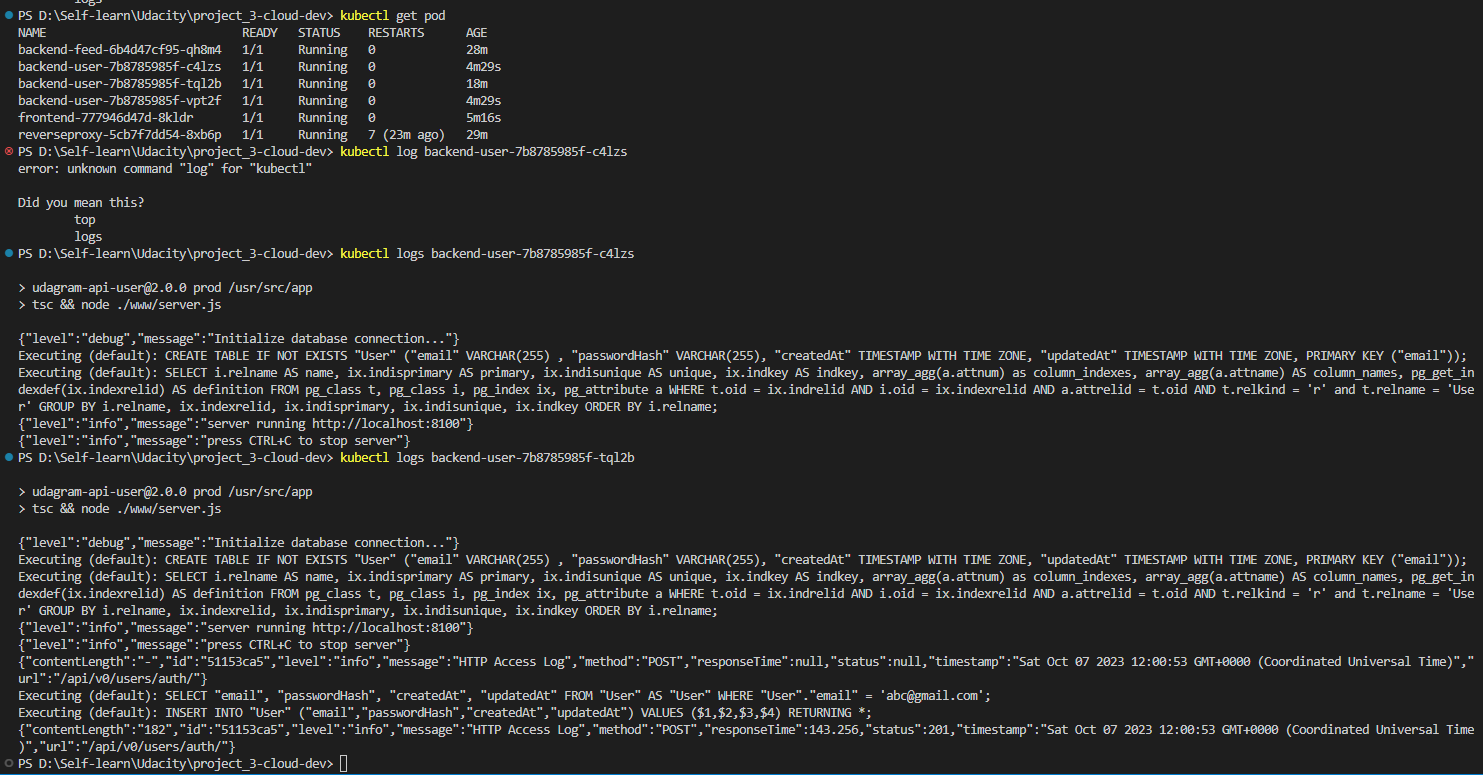 logs
PS D:\Self-learn\Udacity\project_3-cloud-dev> kubectl get pod
NAME READY STATUS RESTARTS AGE
backend-feed-6b4d47cf95-qh8m4 1/1 Running 0 28m
backend-user-7b8785985f-c4lzs 1/1 Running 0 4m29s
backend-user-7b8785985f-tql2b 1/1 Running 0 18m
backend-user-7b8785985f-vpt2f 1/1 Running 0 4m29s
frontend-777946d47d-8kldr 1/1 Running 0 5m16s
reverseproxy-5cb7f7dd54-8xb6p 1/1 Running 7 (23m ago) 29m
PS D:\Self-learn\Udacity\project_3-cloud-dev> kubectl log backend-user-7b8785985f-c4lzs
error: unknown command "log" for "kubectl"
Did you mean this?
top
logs
PS D:\Self-learn\Udacity\project_3-cloud-dev> kubectl logs backend-user-7b8785985f-c4lzs
> udagram-api-user@2.0.0 prod /usr/src/app
> tsc && node ./www/server.js
{"level":"debug","message":"Initialize database connection..."}
Executing (default): CREATE TABLE IF NOT EXISTS "User" ("email" VARCHAR(255) , "passwordHash" VARCHAR(255), "createdAt" TIMESTAMP WITH TIME ZONE, "updatedAt" TIMESTAMP WITH TIME ZONE, PRIMARY KEY ("email"));
Executing (default): SELECT i.relname AS name, ix.indisprimary AS primary, ix.indisunique AS unique, ix.indkey AS indkey, array_agg(a.attnum) as column_indexes, array_agg(a.attname) AS column_names, pg_get_in
dexdef(ix.indexrelid) AS definition FROM pg_class t, pg_class i, pg_index ix, pg_attribute a WHERE t.oid = ix.indrelid AND i.oid = ix.indexrelid AND a.attrelid = t.oid AND t.relkind = 'r' and t.relname = 'Use
r' GROUP BY i.relname, ix.indexrelid, ix.indisprimary, ix.indisunique, ix.indkey ORDER BY i.relname;
{"level":"info","message":"server running http://localhost:8100"}
{"level":"info","message":"press CTRL+C to stop server"}
PS D:\Self-learn\Udacity\project_3-cloud-dev> kubectl logs backend-user-7b8785985f-tql2b
> udagram-api-user@2.0.0 prod /usr/src/app
> tsc && node ./www/server.js
{"level":"debug","message":"Initialize database connection..."}
Executing (default): CREATE TABLE IF NOT EXISTS "User" ("email" VARCHAR(255) , "passwordHash" VARCHAR(255), "createdAt" TIMESTAMP WITH TIME ZONE, "updatedAt" TIMESTAMP WITH TIME ZONE, PRIMARY KEY ("email"));
Executing (default): SELECT i.relname AS name, ix.indisprimary AS primary, ix.indisunique AS unique, ix.indkey AS indkey, array_agg(a.attnum) as column_indexes, array_agg(a.attname) AS column_names, pg_get_in
dexdef(ix.indexrelid) AS definition FROM pg_class t, pg_class i, pg_index ix, pg_attribute a WHERE t.oid = ix.indrelid AND i.oid = ix.indexrelid AND a.attrelid = t.oid AND t.relkind = 'r' and t.relname = 'Use
r' GROUP BY i.relname, ix.indexrelid, ix.indisprimary, ix.indisunique, ix.indkey ORDER BY i.relname;
{"level":"info","message":"server running http://localhost:8100"}
{"level":"info","message":"press CTRL+C to stop server"}
{"contentLength":"-","id":"51153ca5","level":"info","message":"HTTP Access Log","method":"POST","responseTime":null,"status":null,"timestamp":"Sat Oct 07 2023 12:00:53 GMT+0000 (Coordinated Universal Time)","
url":"/api/v0/users/auth/"}
Executing (default): SELECT "email", "passwordHash", "createdAt", "updatedAt" FROM "User" AS "User" WHERE "User"."email" = 'abc@gmail.com';
Executing (default): INSERT INTO "User" ("email","passwordHash","createdAt","updatedAt") VALUES ($1,$2,$3,$4) RETURNING *;
{"contentLength":"182","id":"51153ca5","level":"info","message":"HTTP Access Log","method":"POST","responseTime":143.256,"status":201,"timestamp":"Sat Oct 07 2023 12:00:53 GMT+0000 (Coordinated Universal Time
)","url":"/api/v0/users/auth/"}
PS D:\Self-learn\Udacity\project_3-cloud-dev>